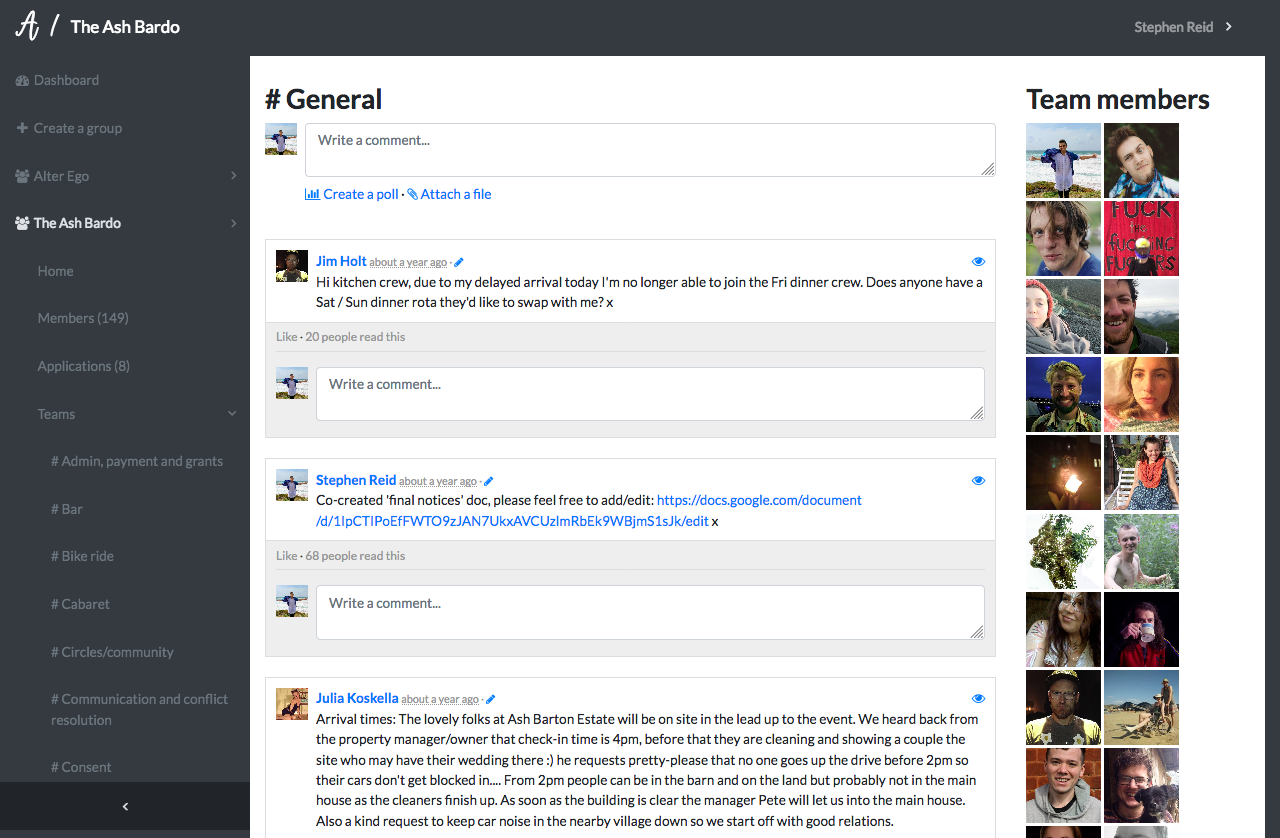 A / The Ash Bardo
Stephen Reid
Dashboard
Create a group
Alter Ego
The Ash Bardo
Home
Members (149)
Applications (8)
Teams
# Admin, payment and grants
# Bar
# Bike ride
# Cabaret
# Circles/community
# Communication and conflict
resolution
# Consent
# General
Write a comment...
Create a poll · Attach a file
Jim Holt about a year ago ·
Hi kitchen crew, due to my delayed arrival today I'm no longer able to join the Fri dinner crew. Does anyone have a
Sat / Sun dinner rota they'd like to swap with me? x
Like · 20 people read this
Write a comment...
Stephen Reid about a year ago ·
Co-created 'final notices' doc, please feel free to add/edit: https://docs.google.com/document
/d/1IpCTIPoEfFWTO9zJAN7UkxAVCUzlmRbEk9WBjmS1sJk/edit x
Like · 68 people read this
Write a comment...
Julia Koskella about a year ago ·
Arrival times: The lovely folks at Ash Barton Estate will be on site in the lead up to the event. We heard back from
the property manager/owner that check-in time is 4pm, before that they are cleaning and showing a couple the
site who may have their wedding there :) he requests pretty-please that no one goes up the drive before 2pm so
their cars don't get blocked in.... From 2pm people can be in the barn and on the land but probably not in the main
house as the cleaners finish up. As soon as the building is clear the manager Pete will let us into the main house.
Also a kind request to keep car noise in the nearby village down so we start off with good relations.
Team members
FUCK
THE
FUCKING
FUCKERS